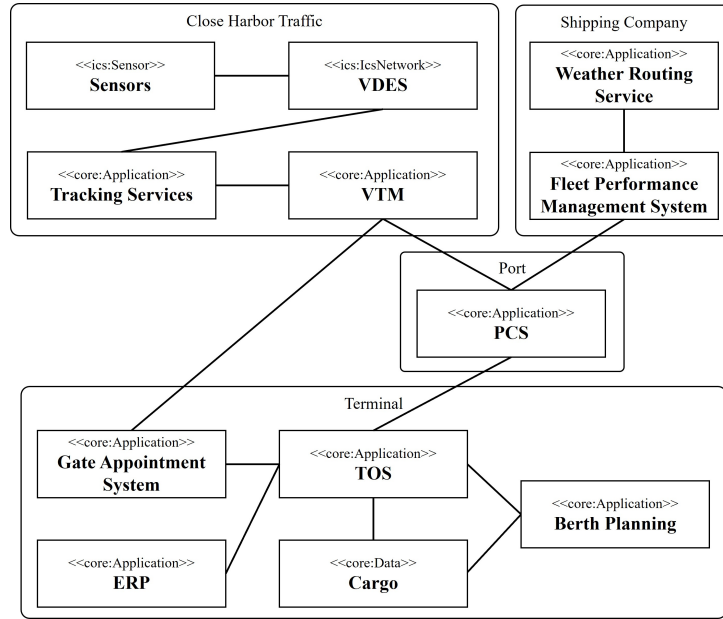 Close Harbor Traffic
<<ics:Sensor>>
Sensors
<<ics:IcsNetwork>>
VDES
<<core:Application>>
Tracking Services
<<core:Application>>
VTM
Shipping Company
<<core:Application>>
Weather Routing
Service
<<core:Application>>
Fleet Performance
Management System
Port
<<core:Application>>
PCS
Terminal
<<core:Application>>
Gate Appointment
System
<<core:Application>>
TOS
<<core:Application>>
Berth Planning
<<core:Application>>
ERP
<<core:Data>>
Cargo